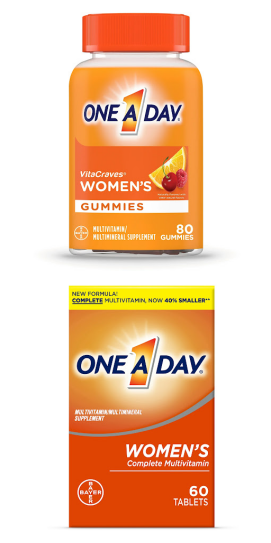 ONE A DAY®
VitaCraves®
WOMEN'S
GUMMIES
MULTIVITAMIN/
MULTIMINERAL SUPPLEMENT
80
GUMMIES
NEW FORMULA!
COMPLETE MULTIVITAMIN, NOW 40% SMALLER**
ONE A DAY®
MULTIVITAMIN/MULTIMINERAL
SUPPLEMENT
WOMEN'S
Complete Multivitamin
BAYER
60
TABLETS